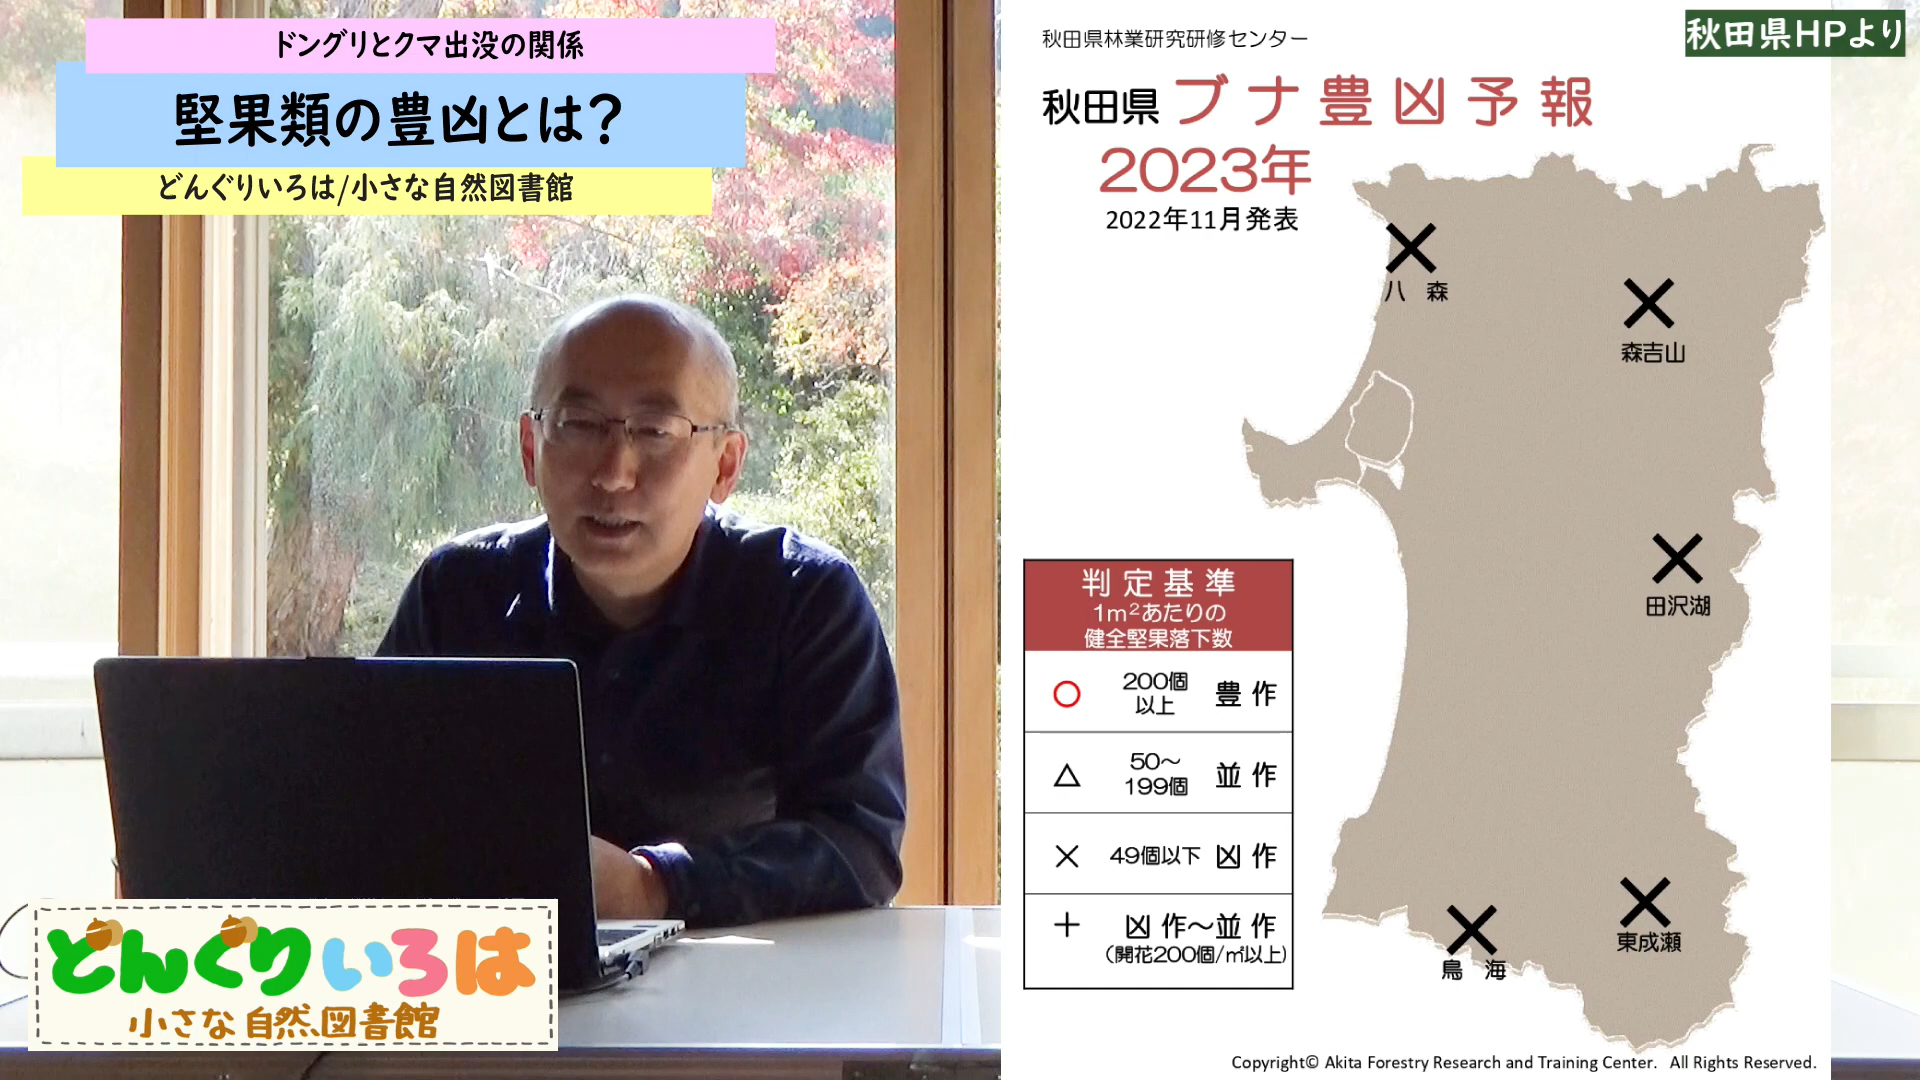 ドングリとクマ出没の関係
堅果類の豊凶とは？
どんぐりいろは/小さな自然図書館
秋田県HPより
秋田県林業研究研修センター
秋田県 ブナ豊凶予報
2023年
2022年11月発表
八 森
森吉山
田沢湖
鳥 海
東成瀬
判定基準
1m²あたりの
健全堅果落下数
○ 200個以上 豊作
△ 50～199個 並作
× 49個以下 凶作
＋ 凶作～並作
（開花200個/㎡以上）
どんぐりいろは
小さな自然図書館
Copyright© Akita Forestry Research and Training Center. All Rights Reserved.